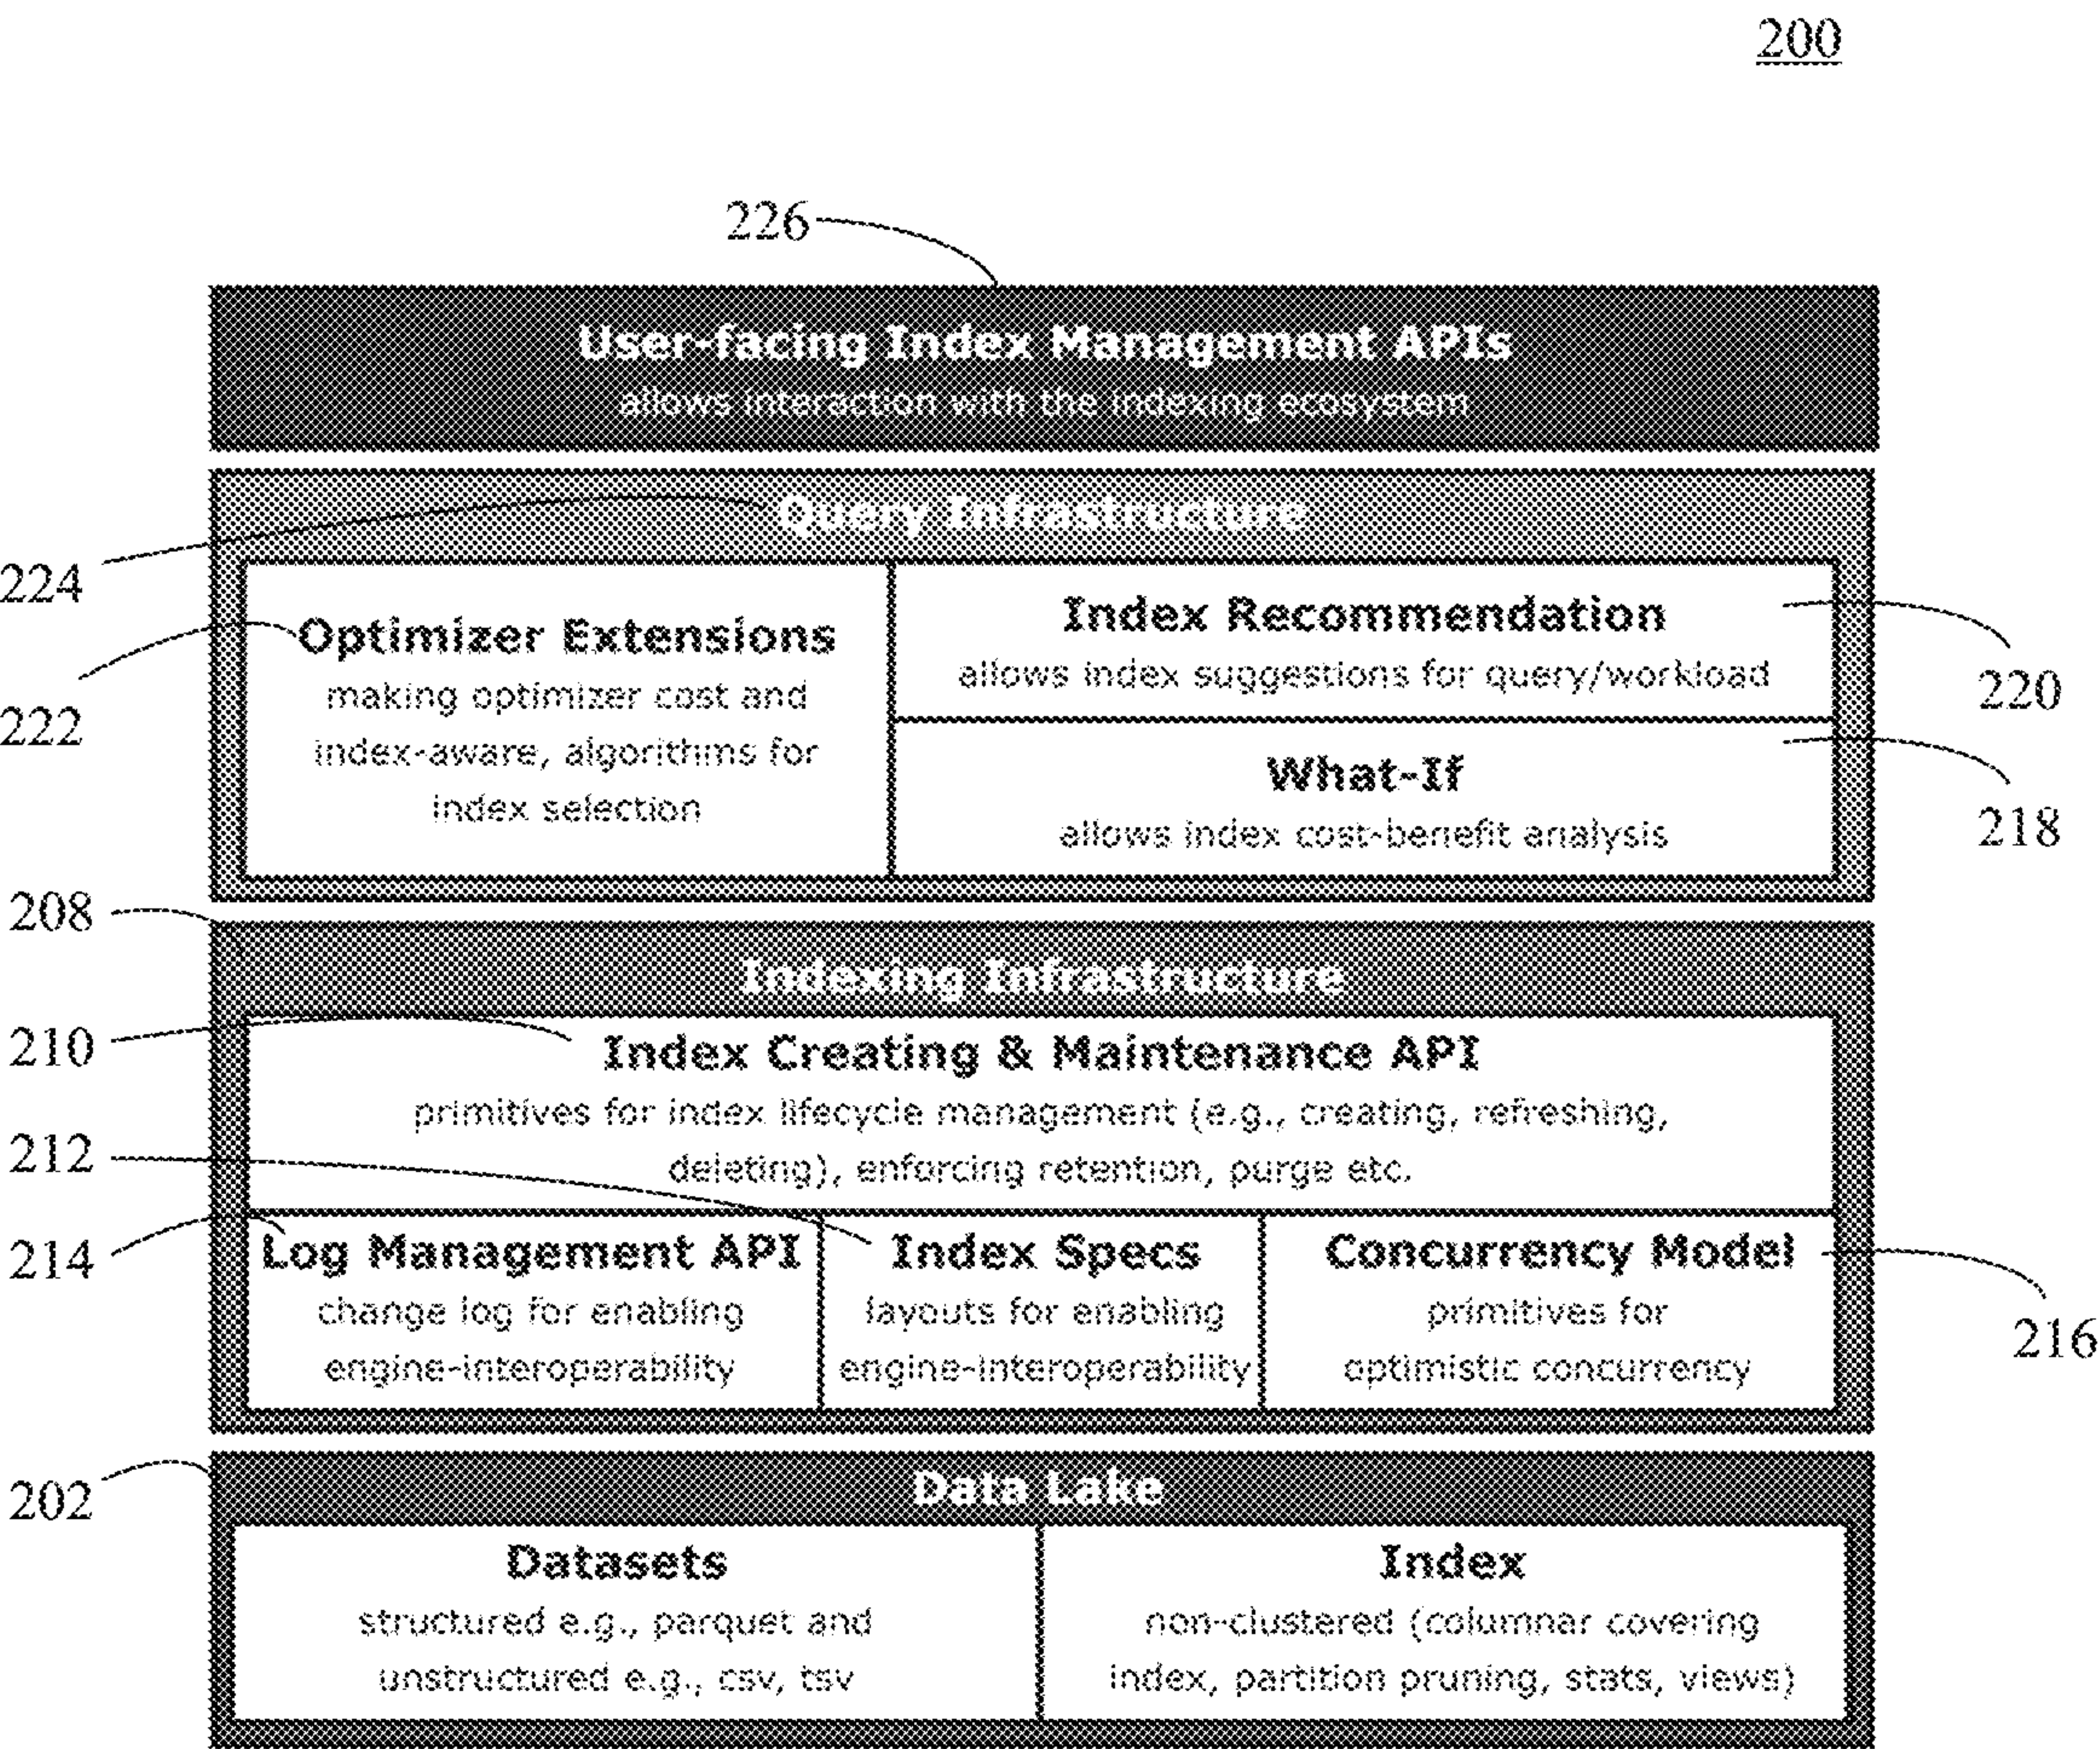 200
226
User-facing Index Management APIs
allows interaction with the indexing ecosystem
224
Query Infrastructure
222
Optimizer Extensions
making optimizer cost and
index-aware, algorithms for
index selection
Index Recommendation
allows index suggestions for query/workload
220
What-If
allows index cost-benefit analysis
218
208
Indexing Infrastructure
210
Index Creating & Maintenance API
primitives for index lifecycle management (e.g., creating, refreshing,
deleting), enforcing retention, purge etc.
212
214
Log Management API
change log for enabling
engine-interoperability
Index Specs
layouts for enabling
engine-interoperability
Concurrency Model
primitives for
optimistic concurrency
216
202
Data Lake
Datasets
structured e.g., parquet and
unstructured e.g., csv, tsv
Index
non-clustered (columnar covering
index, partition pruning, stats, views)